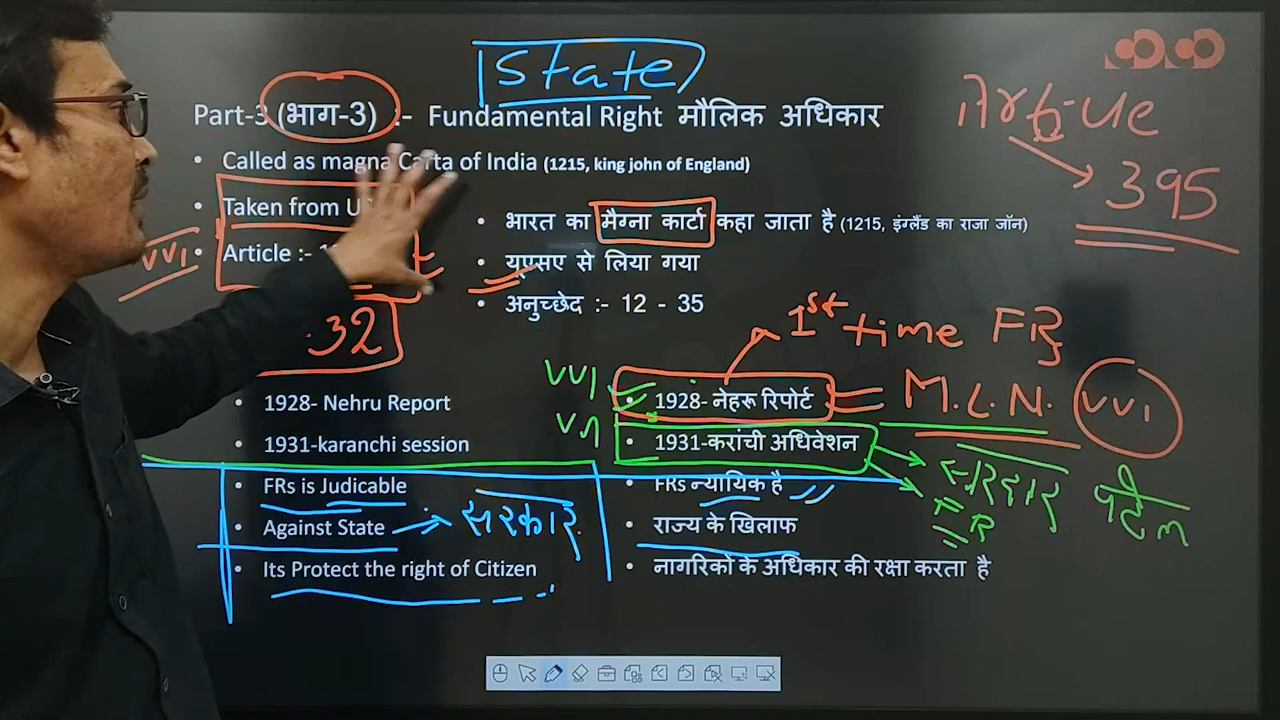 State
Part-3 (भाग-3) :- Fundamental Right मौलिक अधिकार
Article
395
• Called as magna Carta of India (1215, king john of England)
• Taken from U
• भारत का मैग्ना कार्टा कहा जाता है (1215, इंग्लैंड का राजा जॉन)
VVI
• Article :-
• यूएसए से लिया गया
• अनुच्छेद :- 12 - 35
32
1st time FRs
• 1928- Nehru Report
VVI
• 1928- नेहरू रिपोर्ट
M.L.N.
VVI
• 1931-karanchi session
• 1931-करांची अधिवेशन
सरदार पटेल
FR
• FRs is Judicable
• FRs न्यायिक है
• Against State
सरकार
• राज्य के खिलाफ
• Its Protect the right of Citizen
• नागरिकों के अधिकार की रक्षा करता है